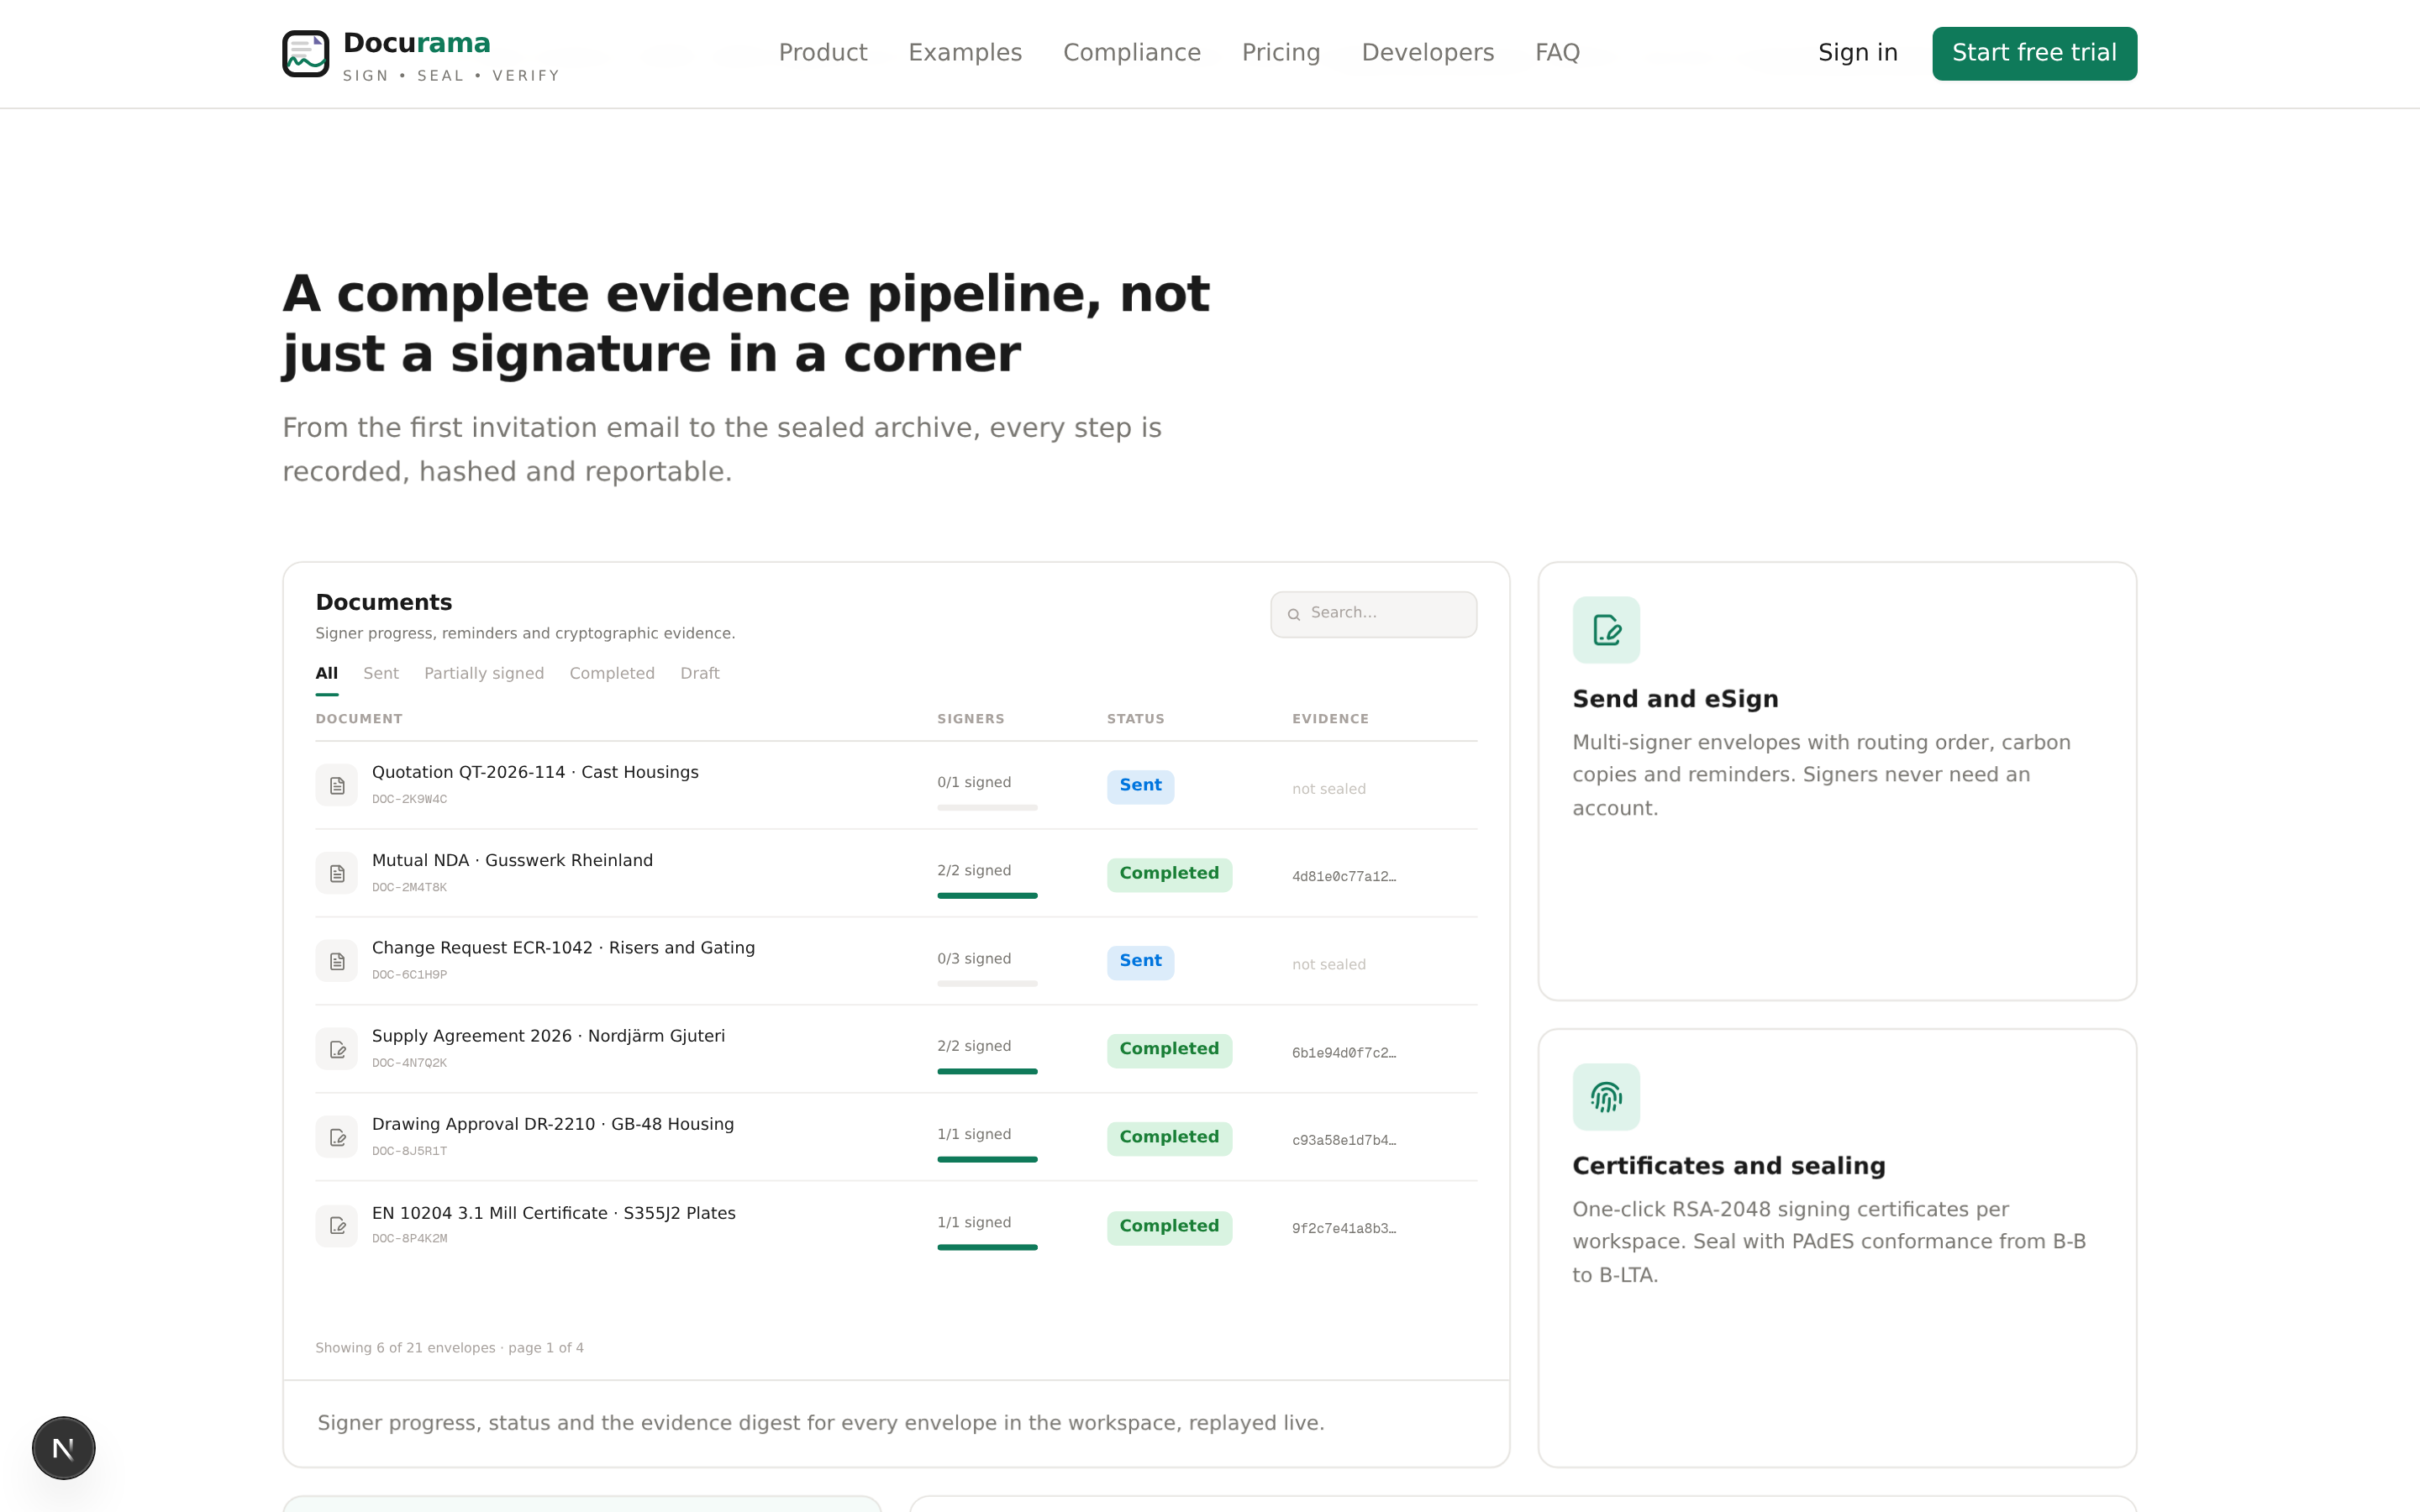 Docurama
SIGN • SEAL • VERIFY
Product
Examples
Compliance
Pricing
Developers
FAQ
Sign in
Start free trial
A complete evidence pipeline, not
just a signature in a corner
From the first invitation email to the sealed archive, every step is
recorded, hashed and reportable.
Documents
Signer progress, reminders and cryptographic evidence.
Search...
All
Sent
Partially signed
Completed
Draft
DOCUMENT
SIGNERS
STATUS
EVIDENCE
Quotation QT-2026-114 · Cast Housings
DOC-2K9W4C
0/1 signed
Sent
not sealed
Mutual NDA · Gusswerk Rheinland
DOC-2M4T8K
2/2 signed
Completed
4d81e0c77a12…
Change Request ECR-1042 · Risers and Gating
DOC-6C1H9P
0/3 signed
Sent
not sealed
Supply Agreement 2026 · Nordjärm Gjuteri
DOC-4N7Q2K
2/2 signed
Completed
6b1e94d0f7c2…
Drawing Approval DR-2210 · GB-48 Housing
DOC-8J5R1T
1/1 signed
Completed
c93a58e1d7b4…
EN 10204 3.1 Mill Certificate · S355J2 Plates
DOC-8P4K2M
1/1 signed
Completed
9f2c7e41a8b3…
Showing 6 of 21 envelopes · page 1 of 4
Signer progress, status and the evidence digest for every envelope in the workspace, replayed live.
Send and eSign
Multi-signer envelopes with routing order, carbon
copies and reminders. Signers never need an
account.
Certificates and sealing
One-click RSA-2048 signing certificates per
workspace. Seal with PAdES conformance from B-B
to B-LTA.
N